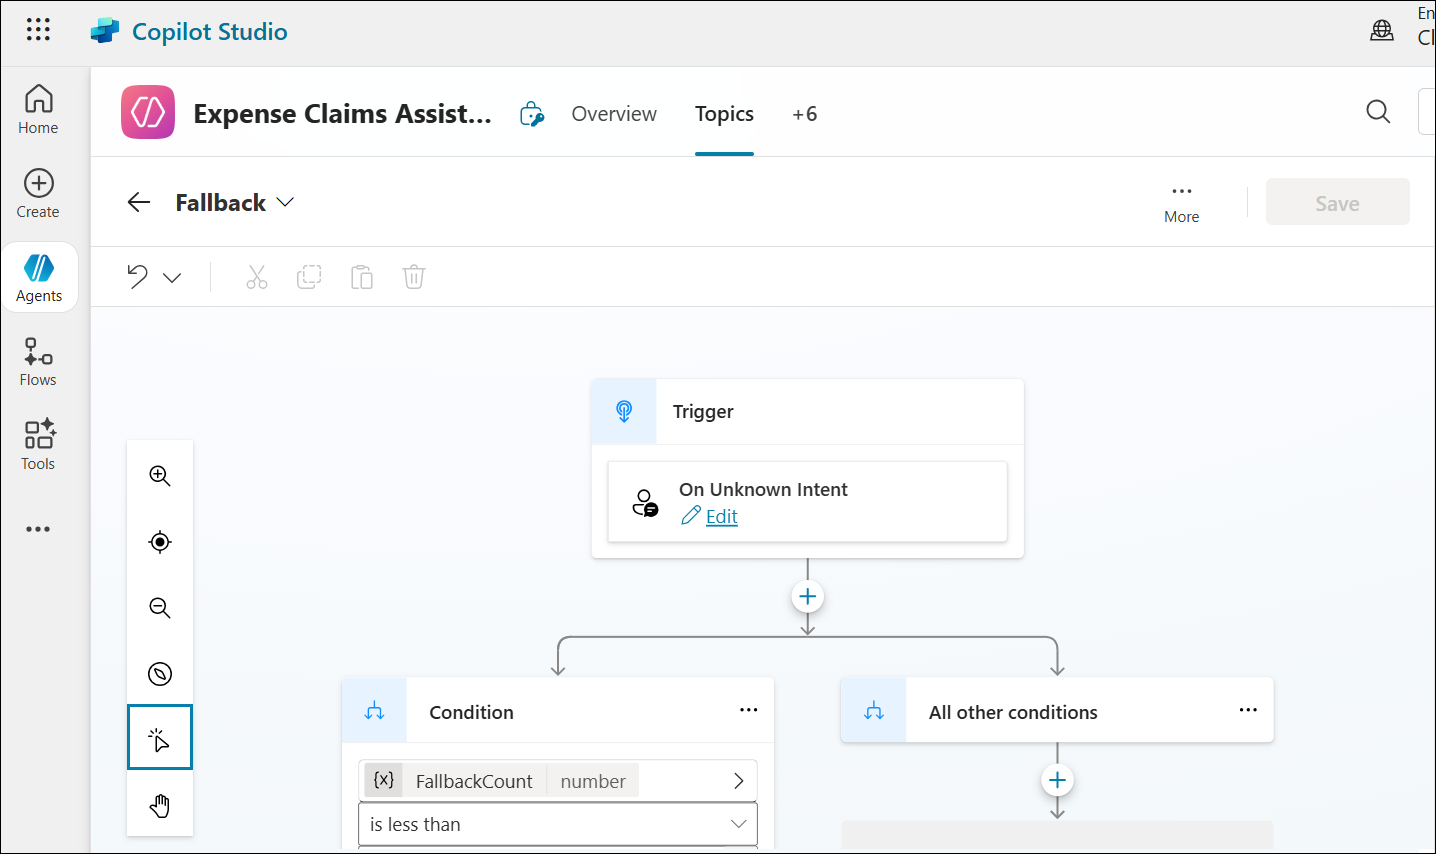 Copilot Studio
En
Cl
Home
Create
Agents
Flows
Tools
Expense Claims Assist...
Overview
Topics
+6
Fallback
More
Save
Trigger
On Unknown Intent
Edit
Condition
All other conditions
{x} FallbackCount number
is less than